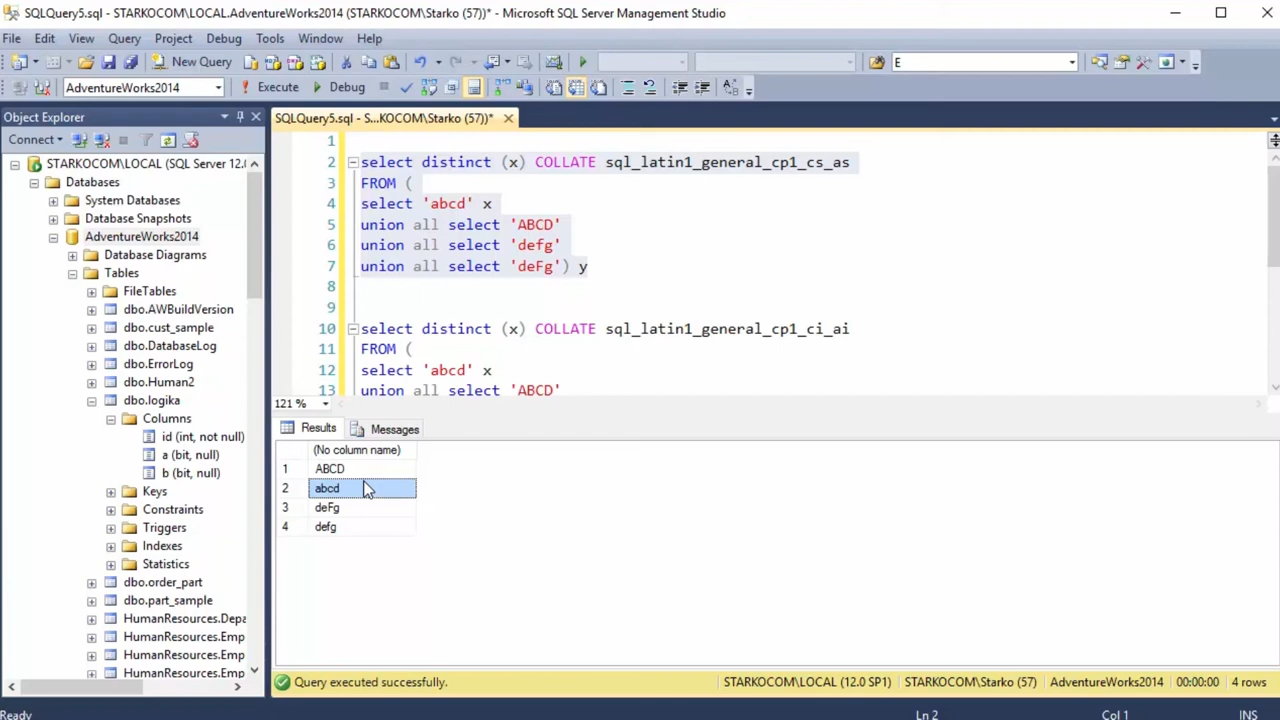 SQLQuery5.sql - STARKOCOM\LOCAL.AdventureWorks2014 (STARKOCOM\Starko (57))* - Microsoft SQL Server Management Studio
File Edit View Query Project Debug Tools Window Help
New Query E
AdventureWorks2014 Execute Debug
Object Explorer
Connect
STARKOCOM\LOCAL (SQL Server 12.0
Databases
System Databases
Database Snapshots
AdventureWorks2014
Database Diagrams
Tables
FileTables
dbo.AWBuildVersion
dbo.cust_sample
dbo.DatabaseLog
dbo.ErrorLog
dbo.Human2
dbo.logika
Columns
id (int, not null)
a (bit, null)
b (bit, null)
Keys
Constraints
Triggers
Indexes
Statistics
dbo.order_part
dbo.part_sample
HumanResources.Depa
HumanResources.Emp
HumanResources.Emp
HumanResources.Emp
SQLQuery5.sql - S...KOCOM\Starko (57))*
1
2 select distinct (x) COLLATE sql_latin1_general_cp1_cs_as
3 FROM (
4 select 'abcd' x
5 union all select 'ABCD'
6 union all select 'defg'
7 union all select 'deFg') y
8
9
10 select distinct (x) COLLATE sql_latin1_general_cp1_ci_ai
11 FROM (
12 select 'abcd' x
13 union all select 'ABCD'
121 %
Results Messages
(No column name)
1 ABCD
2 abcd
3 deFg
4 defg
Query executed successfully. STARKOCOM\LOCAL (12.0 SP1) STARKOCOM\Starko (57) AdventureWorks2014 00:00:00 4 rows
Ready Ln 2 Col 1 INS